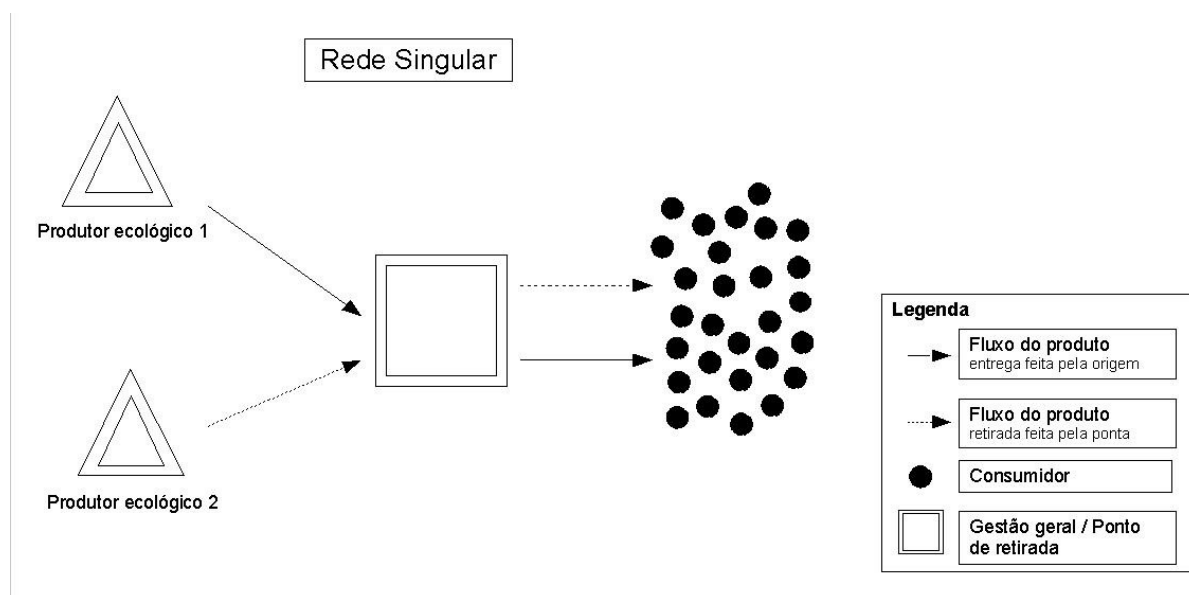 Rede Singular
Produtor ecológico 1
Produtor ecológico 2
Legenda
Fluxo do produto
entrega feita pela origem
Fluxo do produto
retirada feita pela ponta
Consumidor
Gestão geral / Ponto
de retirada